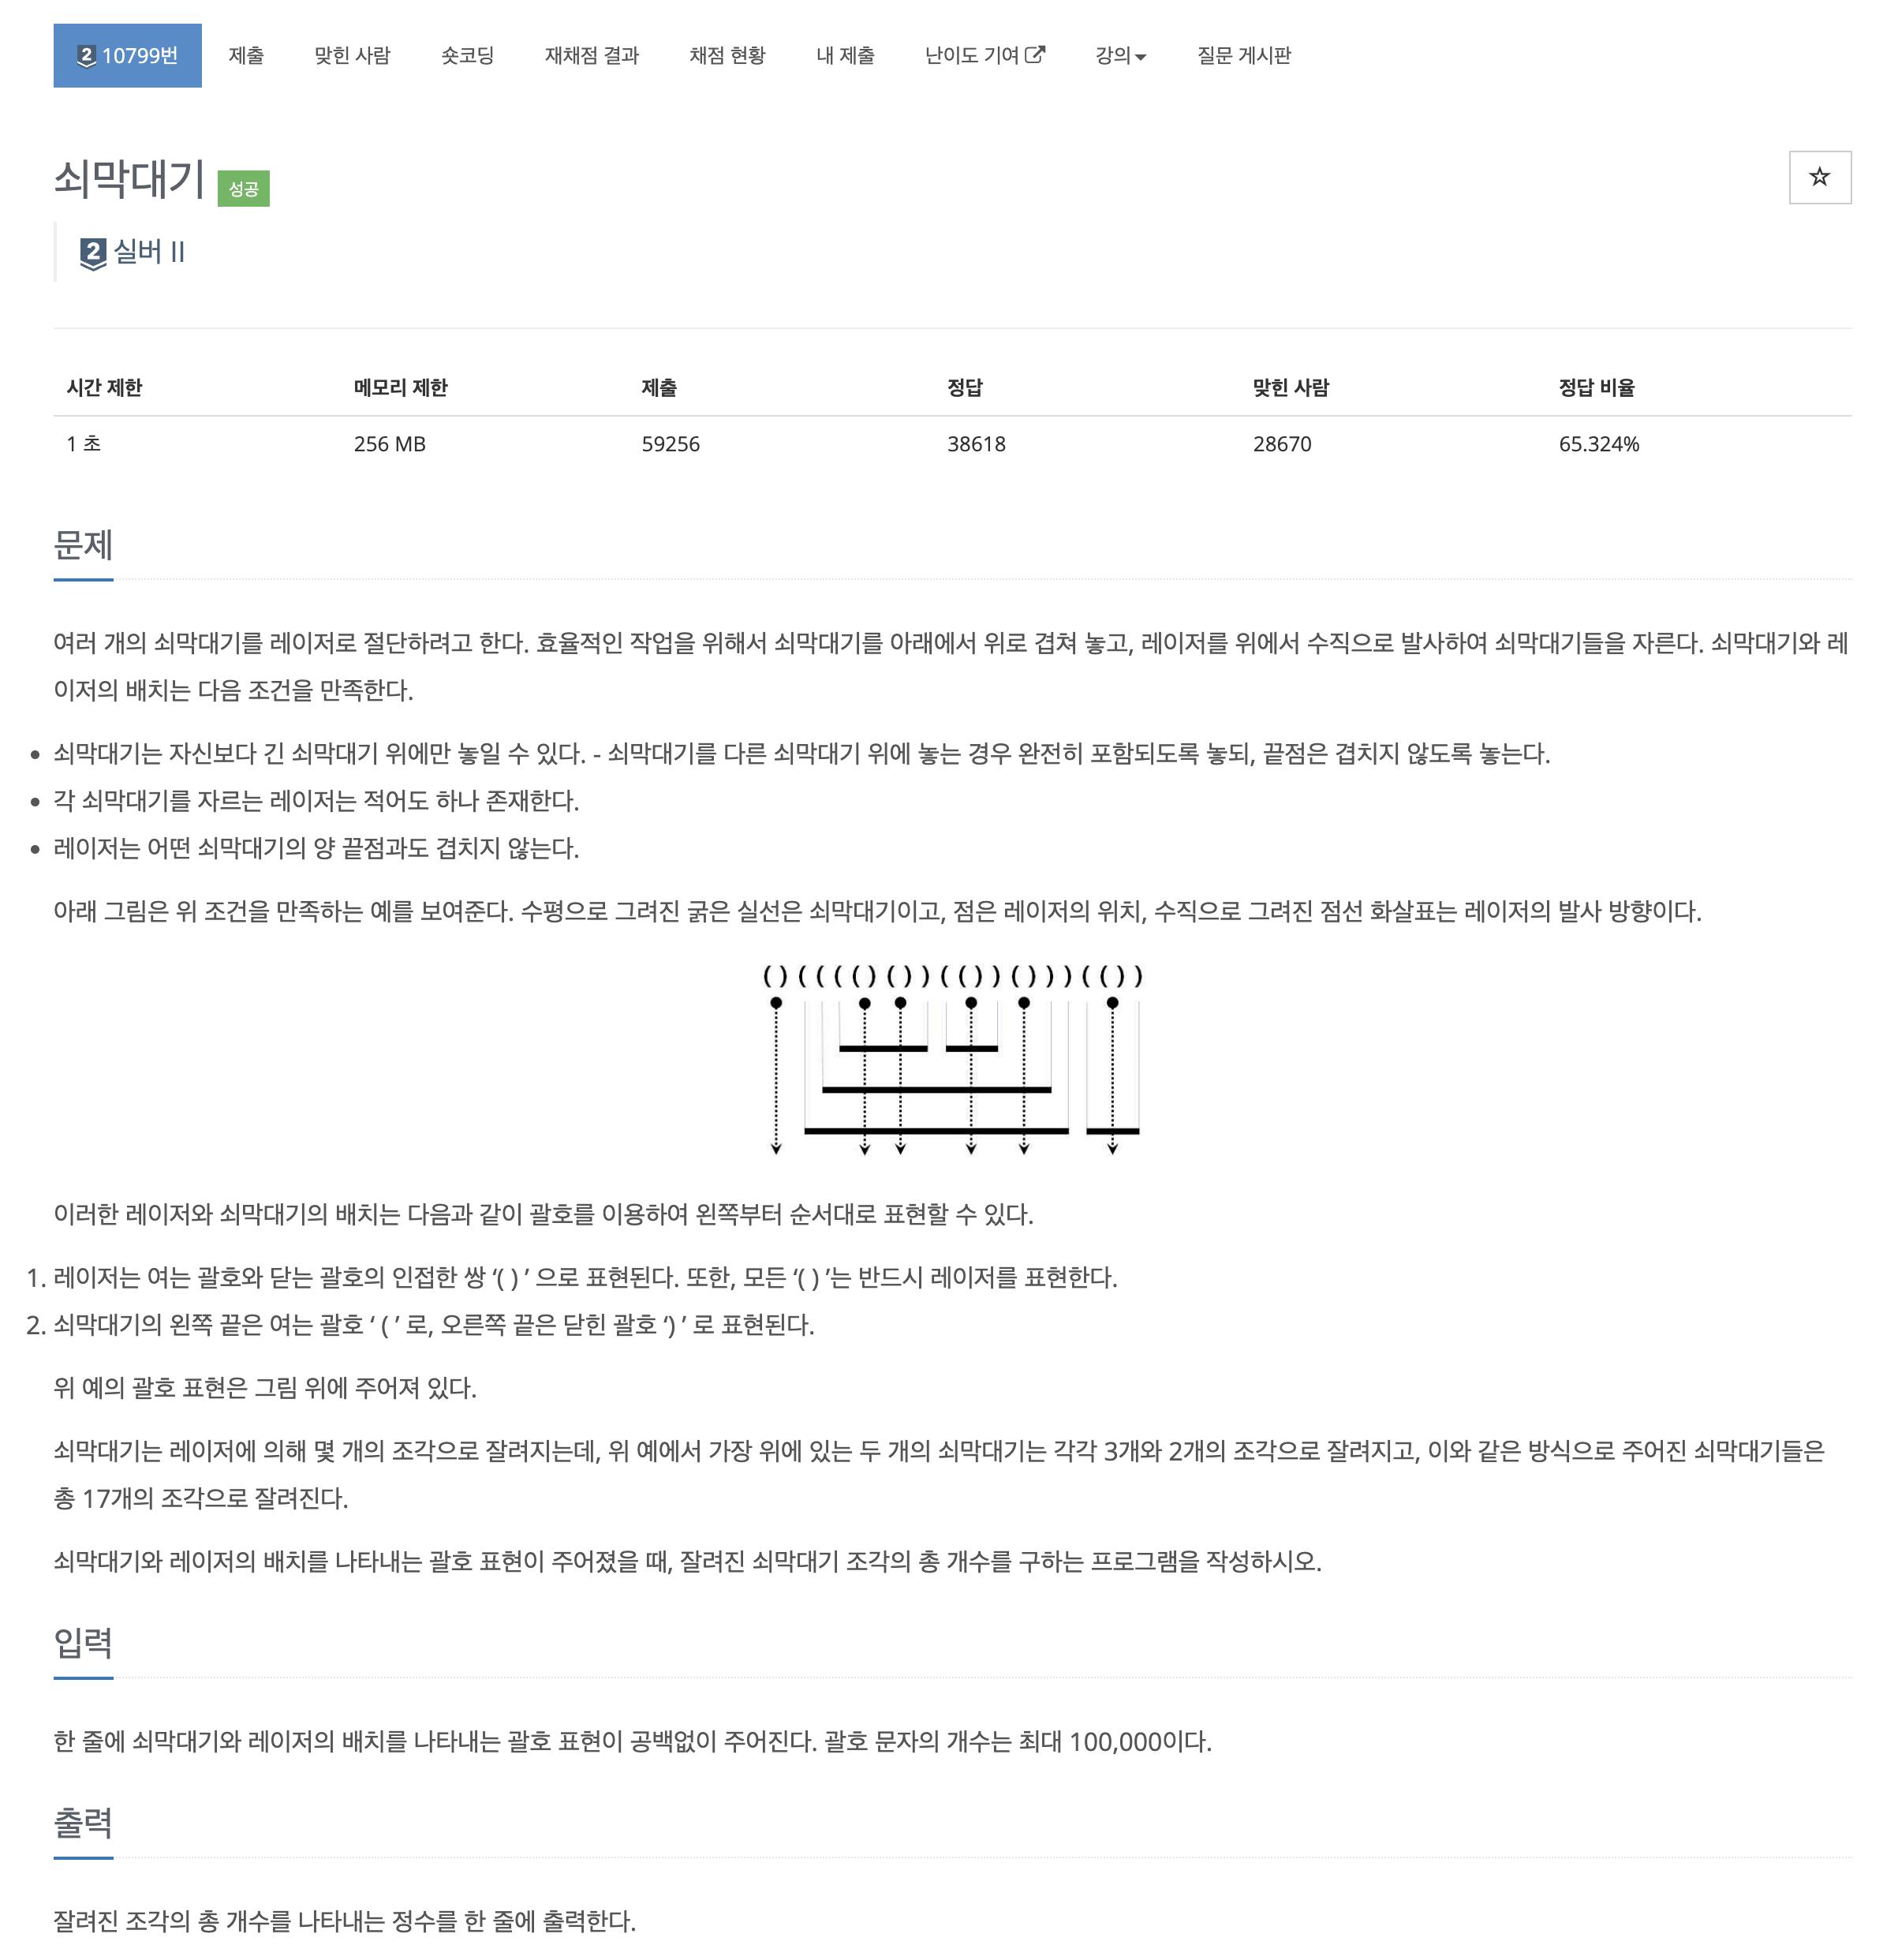 2 10799번 제출 맞힌 사람 숏코딩 재채점 결과 채점 현황 내 제출 난이도 기여 강의 질문 게시판
쇠막대기 성공
2 실버 II
시간 제한 메모리 제한 제출 정답 맞힌 사람 정답 비율
1 초 256 MB 59256 38618 28670 65.324%
문제
여러 개의 쇠막대기를 레이저로 절단하려고 한다. 효율적인 작업을 위해서 쇠막대기를 아래에서 위로 겹쳐 놓고, 레이저를 위에서 수직으로 발사하여 쇠막대기들을 자른다. 쇠막대기와 레
이저의 배치는 다음 조건을 만족한다.
• 쇠막대기는 자신보다 긴 쇠막대기 위에만 놓일 수 있다. - 쇠막대기를 다른 쇠막대기 위에 놓는 경우 완전히 포함되도록 놓되, 끝점은 겹치지 않도록 놓는다.
• 각 쇠막대기를 자르는 레이저는 적어도 하나 존재한다.
• 레이저는 어떤 쇠막대기의 양 끝점과도 겹치지 않는다.
아래 그림은 위 조건을 만족하는 예를 보여준다. 수평으로 그려진 굵은 실선은 쇠막대기이고, 점은 레이저의 위치, 수직으로 그려진 점선 화살표는 레이저의 발사 방향이다.
( ) ( ( ( ( ) ( ) ) ( ( ) ) ( ) ) ) ( ( ) )
이러한 레이저와 쇠막대기의 배치는 다음과 같이 괄호를 이용하여 왼쪽부터 순서대로 표현할 수 있다.
1. 레이저는 여는 괄호와 닫는 괄호의 인접한 쌍 ‘( ) ’ 으로 표현된다. 또한, 모든 ‘( ) ’는 반드시 레이저를 표현한다.
2. 쇠막대기의 왼쪽 끝은 여는 괄호 ‘ ( ’ 로, 오른쪽 끝은 닫힌 괄호 ‘) ’ 로 표현된다.
위 예의 괄호 표현은 그림 위에 주어져 있다.
쇠막대기는 레이저에 의해 몇 개의 조각으로 잘려지는데, 위 예에서 가장 위에 있는 두 개의 쇠막대기는 각각 3개와 2개의 조각으로 잘려지고, 이와 같은 방식으로 주어진 쇠막대기들은
총 17개의 조각으로 잘려진다.
쇠막대기와 레이저의 배치를 나타내는 괄호 표현이 주어졌을 때, 잘려진 쇠막대기 조각의 총 개수를 구하는 프로그램을 작성하시오.
입력
한 줄에 쇠막대기와 레이저의 배치를 나타내는 괄호 표현이 공백없이 주어진다. 괄호 문자의 개수는 최대 100,000이다.
출력
잘려진 조각의 총 개수를 나타내는 정수를 한 줄에 출력한다.